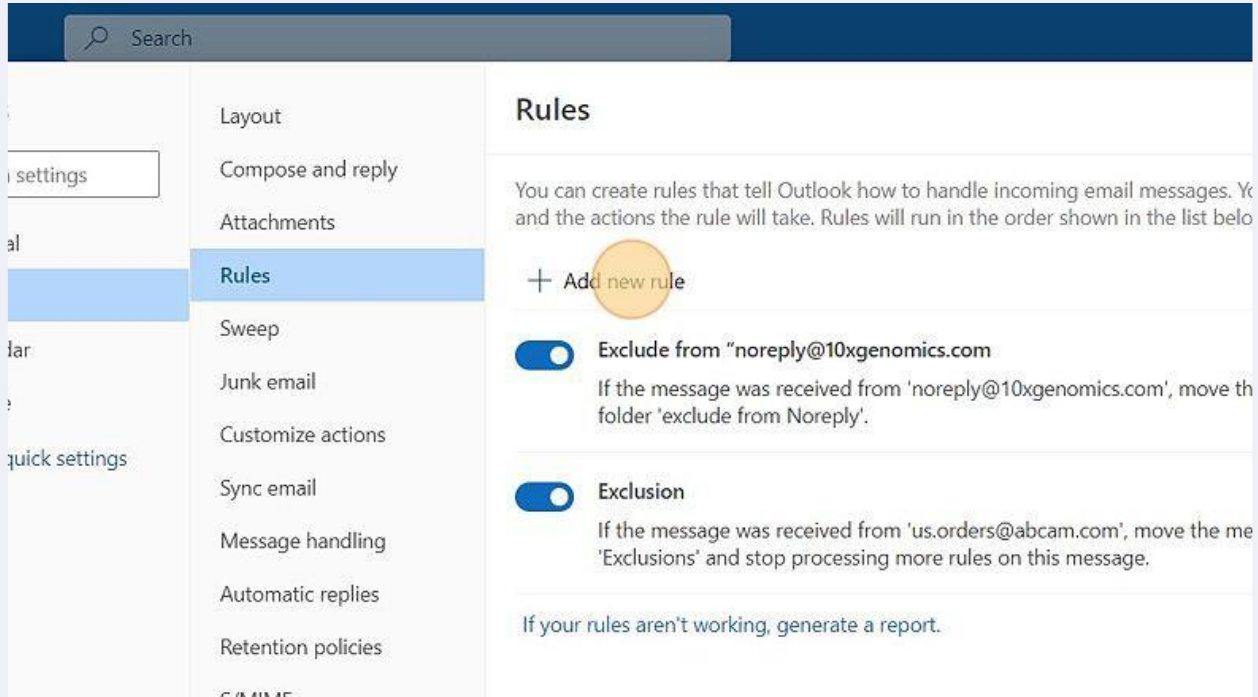 Search
settings
al
dar
e
quick settings
Layout
Compose and reply
Attachments
Rules
Sweep
Junk email
Customize actions
Sync email
Message handling
Automatic replies
Retention policies
S/MIME
Rules
You can create rules that tell Outlook how to handle incoming email messages. Yo
and the actions the rule will take. Rules will run in the order shown in the list belo
Add new rule
Exclude from “noreply@10xgenomics.com
If the message was received from 'noreply@10xgenomics.com', move th
folder 'exclude from Noreply'.
Exclusion
If the message was received from 'us.orders@abcam.com', move the me
'Exclusions' and stop processing more rules on this message.
If your rules aren't working, generate a report.